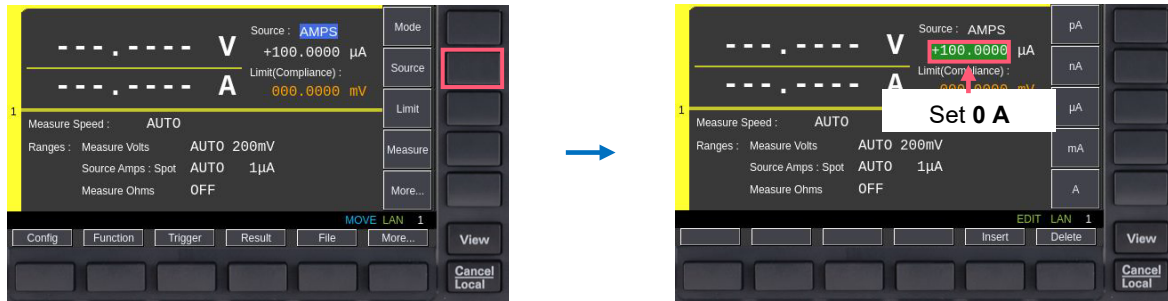 Source : AMPS
---.---- V
+100.0000 µA
Limit(Compliance) :
---.---- A
000.0000 mV
1
Measure Speed : AUTO
Ranges : Measure Volts AUTO 200mV
Source Amps : Spot AUTO 1µA
Measure Ohms OFF
MOVE LAN 1
Mode
Source
Limit
Measure
More...
Config Function Trigger Result File More...
View
Cancel
Local
Source : AMPS
---.---- V
+100.0000 µA
Limit(Compliance) :
---.---- A
000.0000 mV
Set 0 A
1
Measure Speed : AUTO
Ranges : Measure Volts AUTO 200mV
Source Amps : Spot AUTO 1µA
Measure Ohms OFF
EDIT LAN 1
pA
nA
µA
mA
A
Insert Delete
View
Cancel
Local